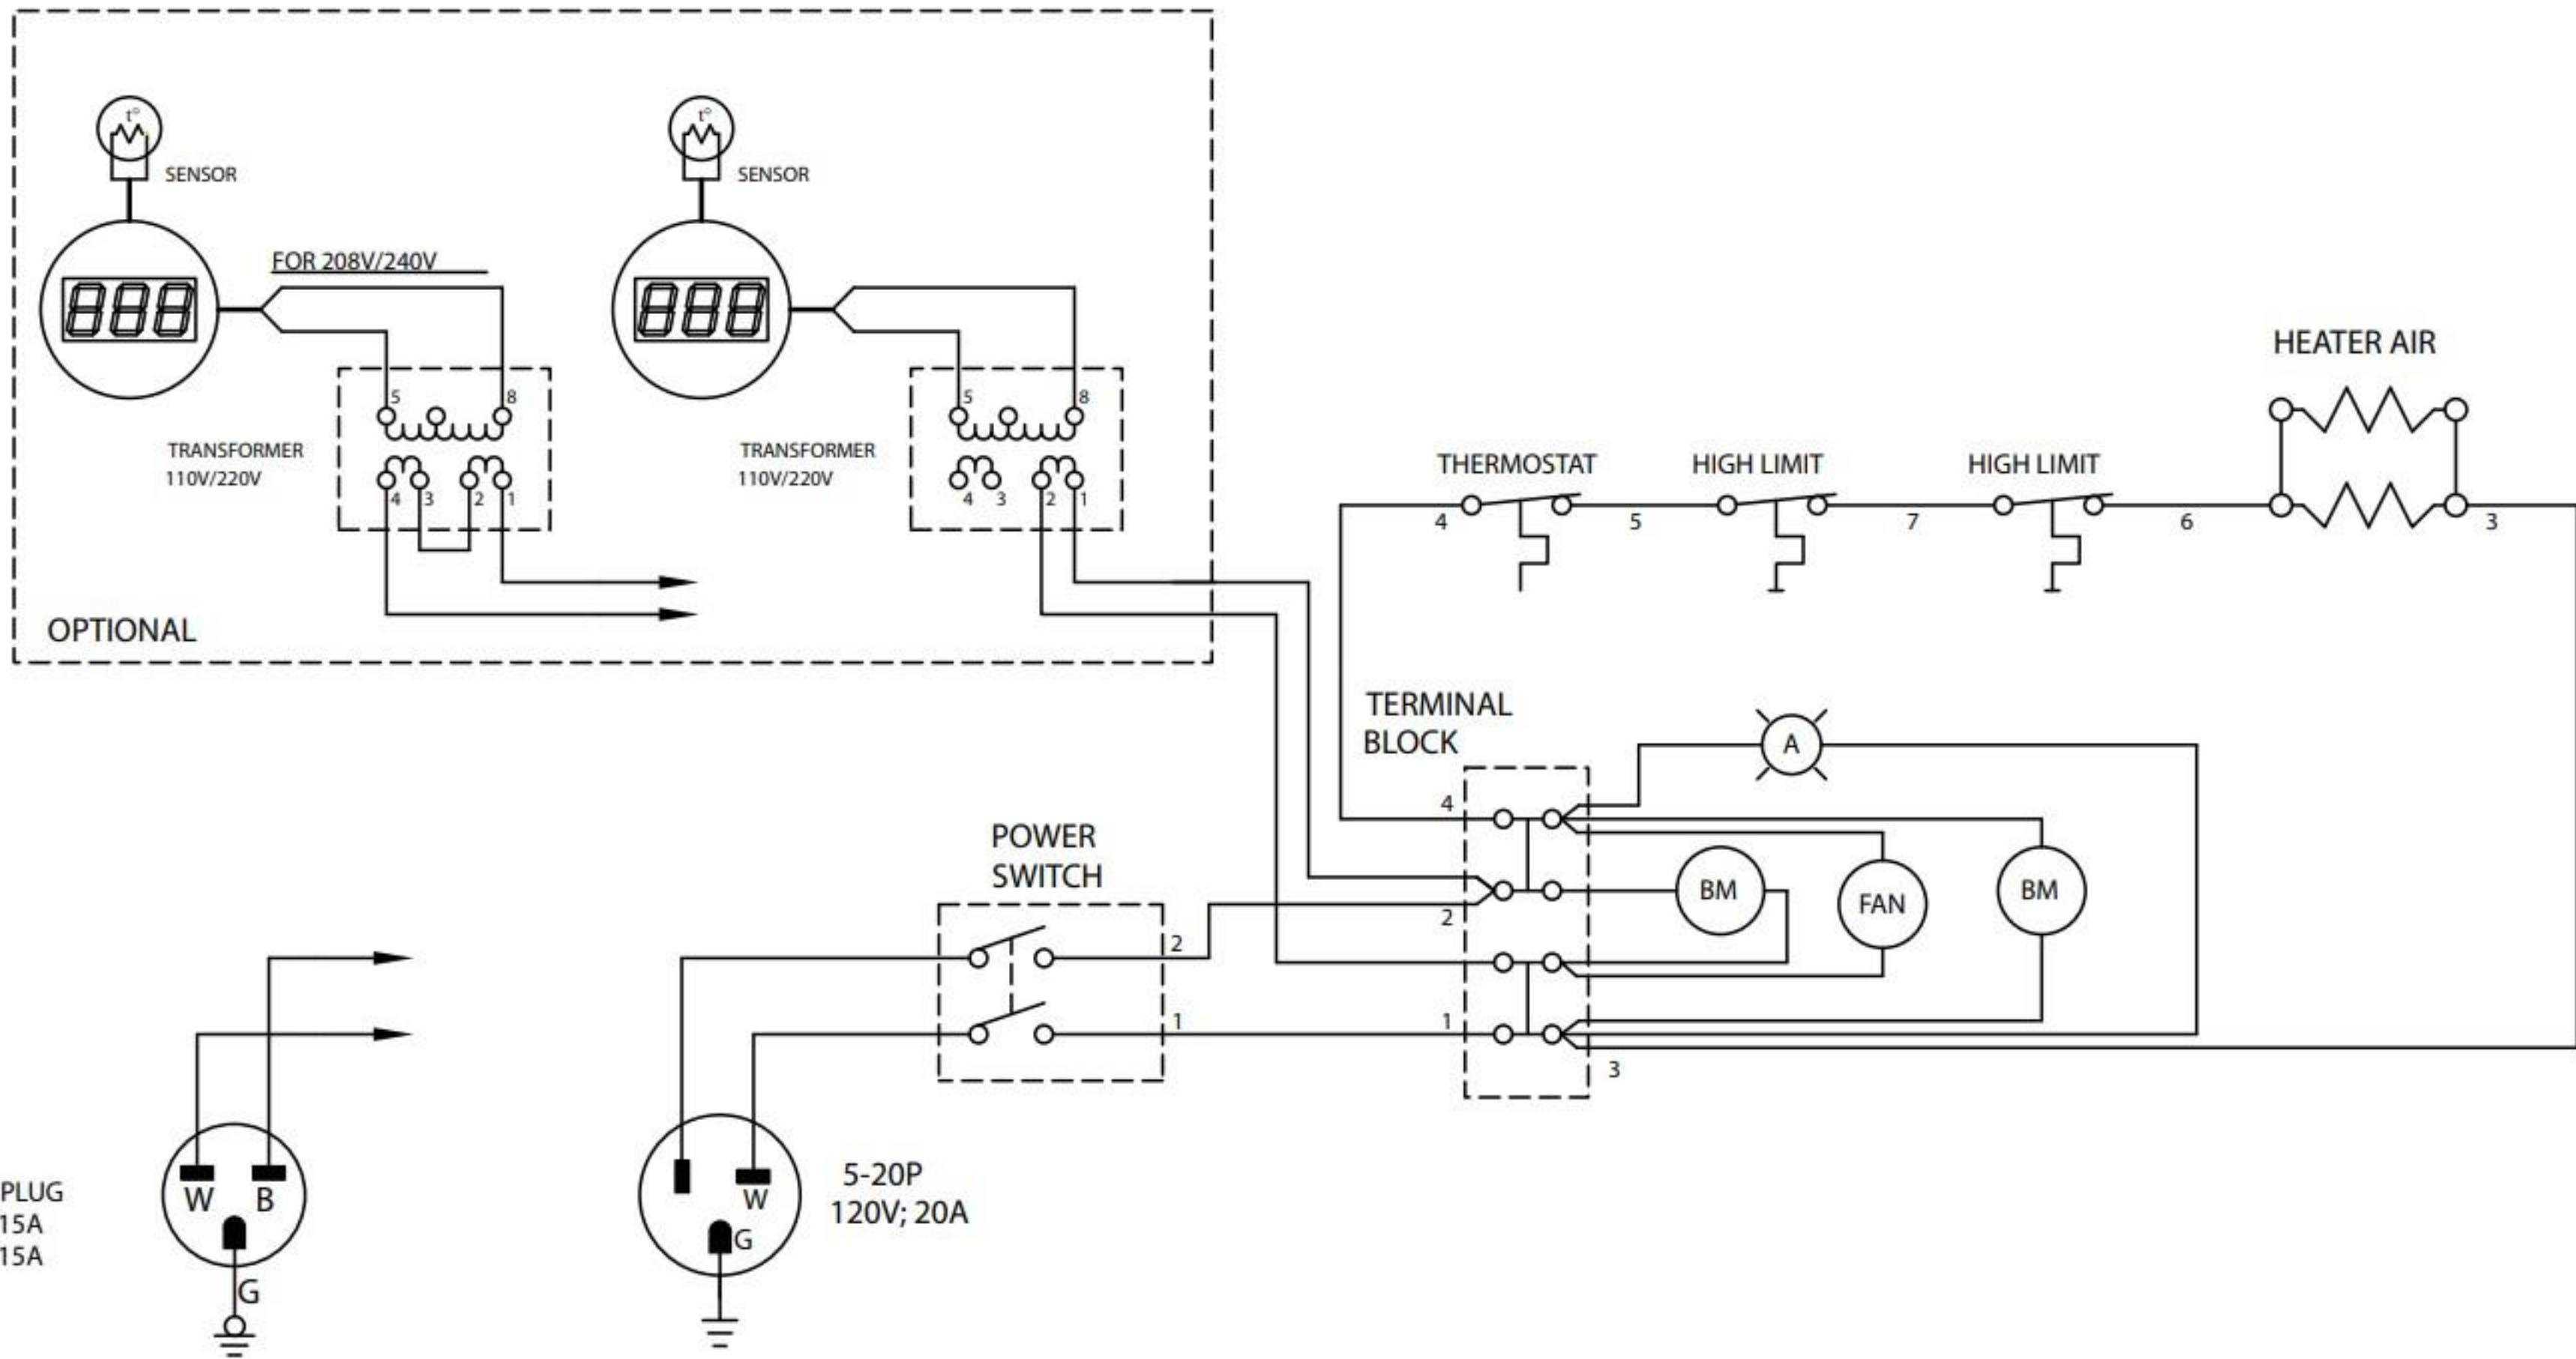 t°
SENSOR
t°
SENSOR
FOR 208V/240V
888
888
5
8
5
8
TRANSFORMER
110V/220V
TRANSFORMER
110V/220V
4
3
2
1
4
3
2
1
OPTIONAL
HEATER AIR
THERMOSTAT
HIGH LIMIT
HIGH LIMIT
4
5
7
6
3
TERMINAL
BLOCK
A
4
POWER
SWITCH
BM
FAN
BM
2
2
1
1
3
PLUG
15A
15A
W
B
G
W
G
5-20P
120V; 20A